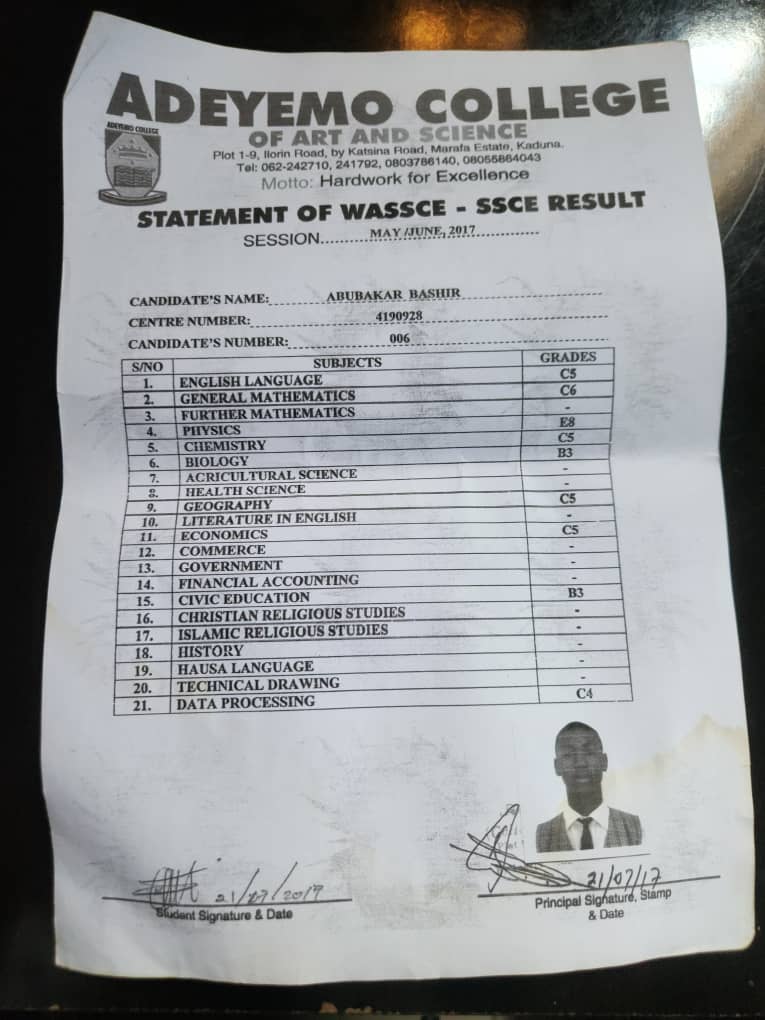 ADEYEMO COLLEGE
OF ART AND SCIENCE
ADEYEMO COLLEGE
Plot 1-9, Ilorin Road, by Katsina Road, Marafa Estate, Kaduna.
Tel: 062-242710, 241792, 0803786140, 08055864043
Motto: Hardwork for Excellence
STATEMENT OF WASSCE - SSCE RESULT
SESSION....................MAY /JUNE, 2017....................
CANDIDATE'S NAME: ABUBAKAR BASHIR
CENTRE NUMBER: 4190928
CANDIDATE'S NUMBER: 006
S/NO SUBJECTS GRADES
1. ENGLISH LANGUAGE C5
2. GENERAL MATHEMATICS C6
3. FURTHER MATHEMATICS -
4. PHYSICS E8
5. CHEMISTRY C5
6. BIOLOGY B3
7. ACRICULTURAL SCIENCE -
8. HEALTH SCIENCE -
9. GEOGRAPHY C5
10. LITERATURE IN ENGLISH -
11. ECONOMICS C5
12. COMMERCE -
13. GOVERNMENT -
14. FINANCIAL ACCOUNTING -
15. CIVIC EDUCATION B3
16. CHRISTIAN RELIGIOUS STUDIES -
17. ISLAMIC RELIGIOUS STUDIES -
18. HISTORY -
19. HAUSA LANGUAGE -
20. TECHNICAL DRAWING -
21. DATA PROCESSING C4
21/07/2017
Student Signature & Date
21/07/17
Principal Signature, Stamp
& Date